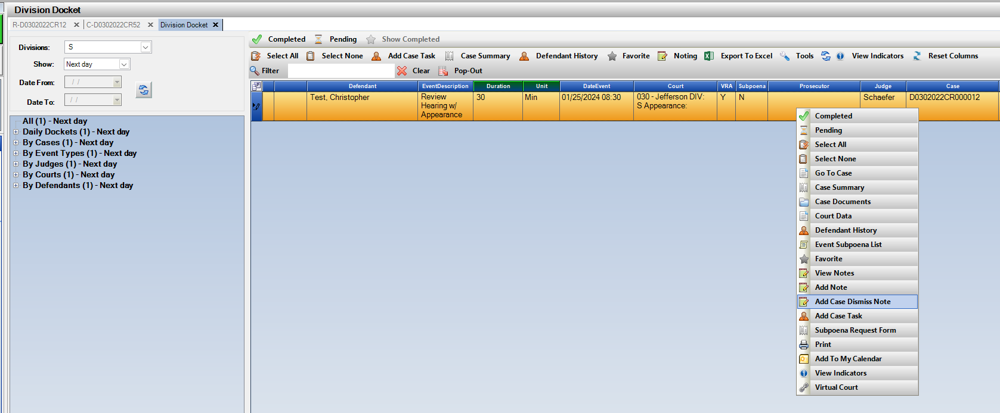 Division Docket
R-D0302022CR12
C-D0302022CR52
Division Docket
Divisions: S
Show: Next day
Date From: / /
Date To: / /
All (1) - Next day
Daily Dockets (1) - Next day
By Cases (1) - Next day
By Event Types (1) - Next day
By Judges (1) - Next day
By Courts (1) - Next day
By Defendants (1) - Next day
Completed Pending Show Completed
Select All Select None Add Case Task Case Summary Defendant History Favorite Noting Export To Excel Tools View Indicators Reset Columns
Filter Clear Pop-Out
Defendant EventDescription Duration Unit DateEvent Court VRA Subpoena Prosecutor Judge Case
Test, Christopher Review 30 Min 01/25/2024 08:30 030 - Jefferson DIV: Y N Schaefer D0302022CR000012
Hearing w/ S Appearance:
Appearance
Completed
Pending
Select All
Select None
Go To Case
Case Summary
Case Documents
Court Data
Defendant History
Event Subpoena List
Favorite
View Notes
Add Note
Add Case Dismiss Note
Add Case Task
Subpoena Request Form
Print
Add To My Calendar
View Indicators
Virtual Court